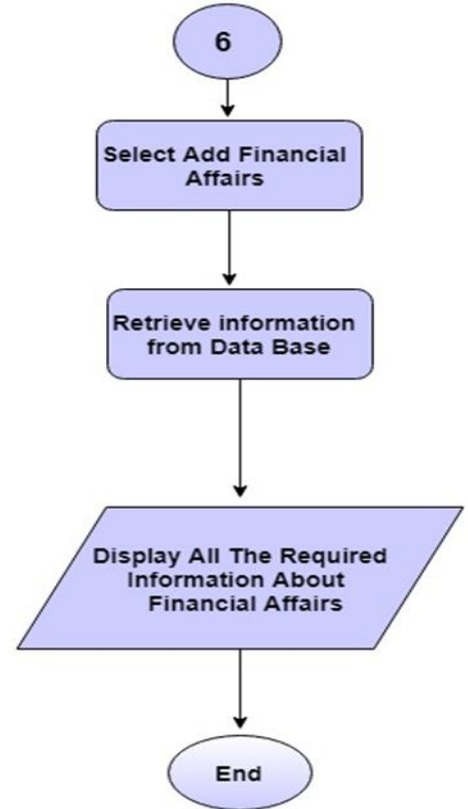 6
Select Add Financial
Affairs
Retrieve information
from Data Base
Display All The Required
Information About
Financial Affairs
End